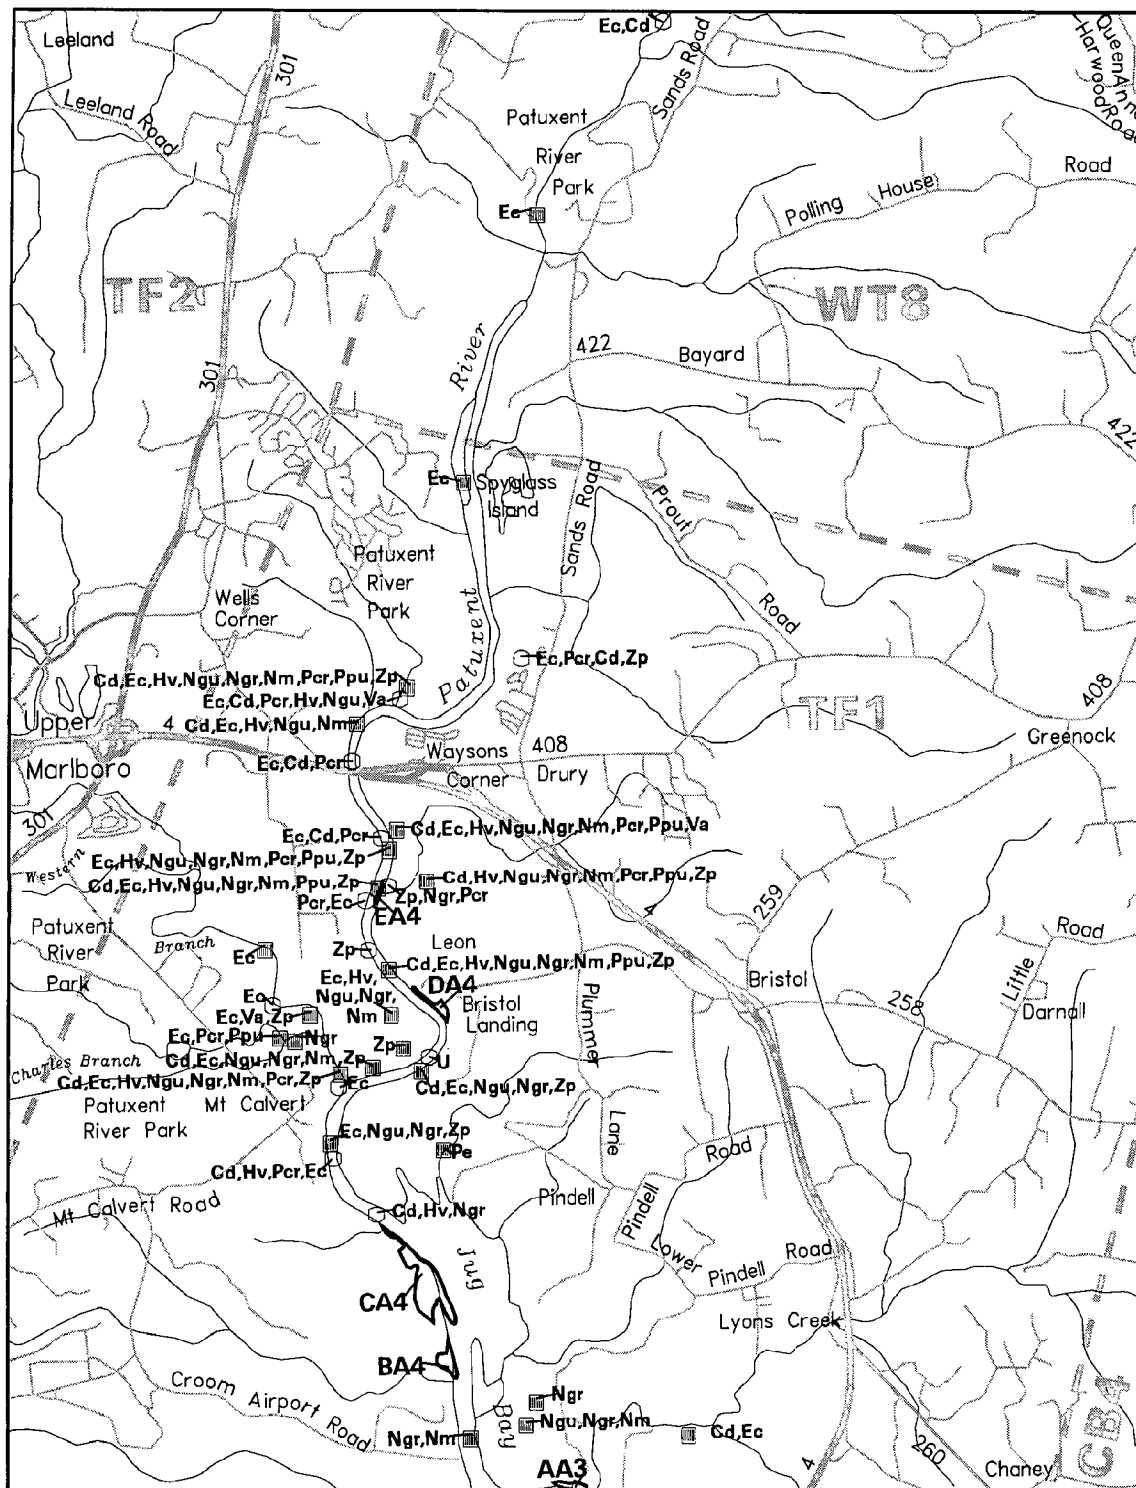 Ec,Cd
Leeland
301
Sands Road
QueenAnne
HarwoodRoad
Leeland Road
Patuxent
River
Park
Road
House
Polling
Ec
TF2
WT8
River
422
Bayard
301
422
Ec
Spyglass
Island
Sands Road
Prout
Road
Patuxent
River
Park
Wells
Corner
Patuxent
Ec,Pcr,Cd,Zp
Cd,Ec,Hv,Ngu,Ngr,Nm,Pcr,Ppu,Zp
Ec,Cd,Pcr,Hv,Ngu,Va
Cd,Ec,Hv,Ngu,Nm
408
TF1
Upper
Marlboro
4
Greenock
Waysons
Corner
408
Drury
Ec,Cd,Pcr
301
Ec,Cd,Pcr
Cd,Ec,Hv,Ngu,Ngr,Nm,Pcr,Ppu,Va
Western
Ec,Hv,Ngu,Ngr,Nm,Pcr,Ppu,Zp
Cd,Ec,Hv,Ngu,Ngr,Nm,Ppu,Zp
Cd,Hv,Ngu,Ngr,Nm,Pcr,Ppu,Zp
Zp,Ngr,Pcr
Pcr,Ec
EA4
259
4
Patuxent
River
Park
Branch
Ec
Zp
Leon
Road
Cd,Ec,Hv,Ngu,Ngr,Nm,Ppu,Zp
Ec,Hv,
Ngu,Ngr,
Nm
DA4
Bristol
Landing
Bristol
258
Little
Darnall
Ec
Ec,Va,Zp
Ec,Pcr,Ppu
Ngr
Plummer
Lane
Zp
U
Charles Branch
Cd,Ec,Ngu,Ngr,Nm,Zp
Cd,Ec,Hv,Ngu,Ngr,Nm,Pcr,Zp
Ec
Cd,Ec,Ngu,Ngr,Zp
Patuxent
River Park
Mt Calvert
Ec,Ngu,Ngr,Zp
Pe
Road
Cd,Hv,Pcr,Ec
Mt Calvert Road
Pindell
Pindell
Cd,Hv,Ngr
Lower Pindell Road
Jug
CA4
Lyons Creek
BA4
Croom Airport Road
Bay
Ngr
Ngu,Ngr,Nm
Ngr,Nm
Cd,Ec
CB4
260
4
AA3
Chaney